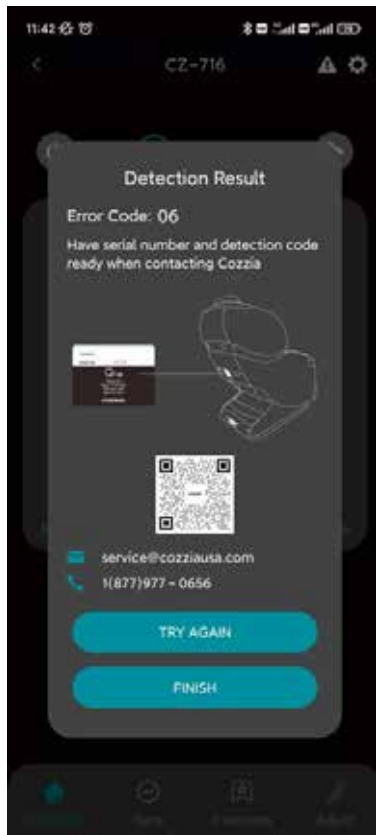 11:42
CZ-716
Detection Result
Error Code: 06
Have serial number and detection code
ready when contacting Cozzia
service@cozziausa.com
1(877)977-0656
TRY AGAIN
FINISH